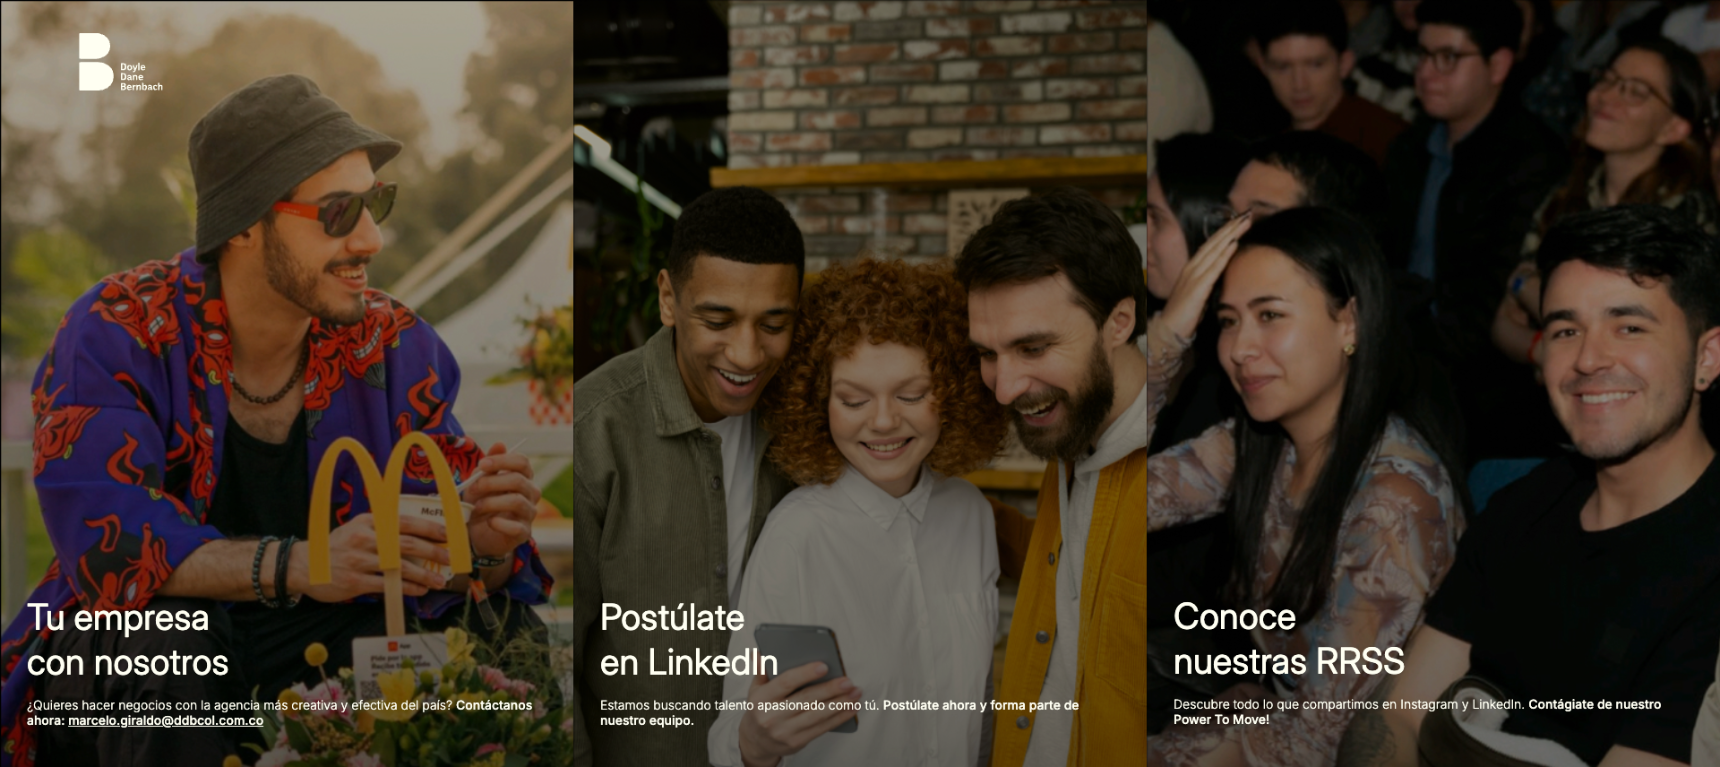 Doyle
Dane
Bernbach
Tu empresa
con nosotros
¿Quieres hacer negocios con la agencia más creativa y efectiva del país? Contáctanos
ahora: marcelo.giraldo@ddbcol.com.co
Postúlate
en LinkedIn
Estamos buscando talento apasionado como tú. Postúlate ahora y forma parte de
nuestro equipo.
Conoce
nuestras RRSS
Descubre todo lo que compartimos en Instagram y LinkedIn. Contágiate de nuestro
Power To Move!